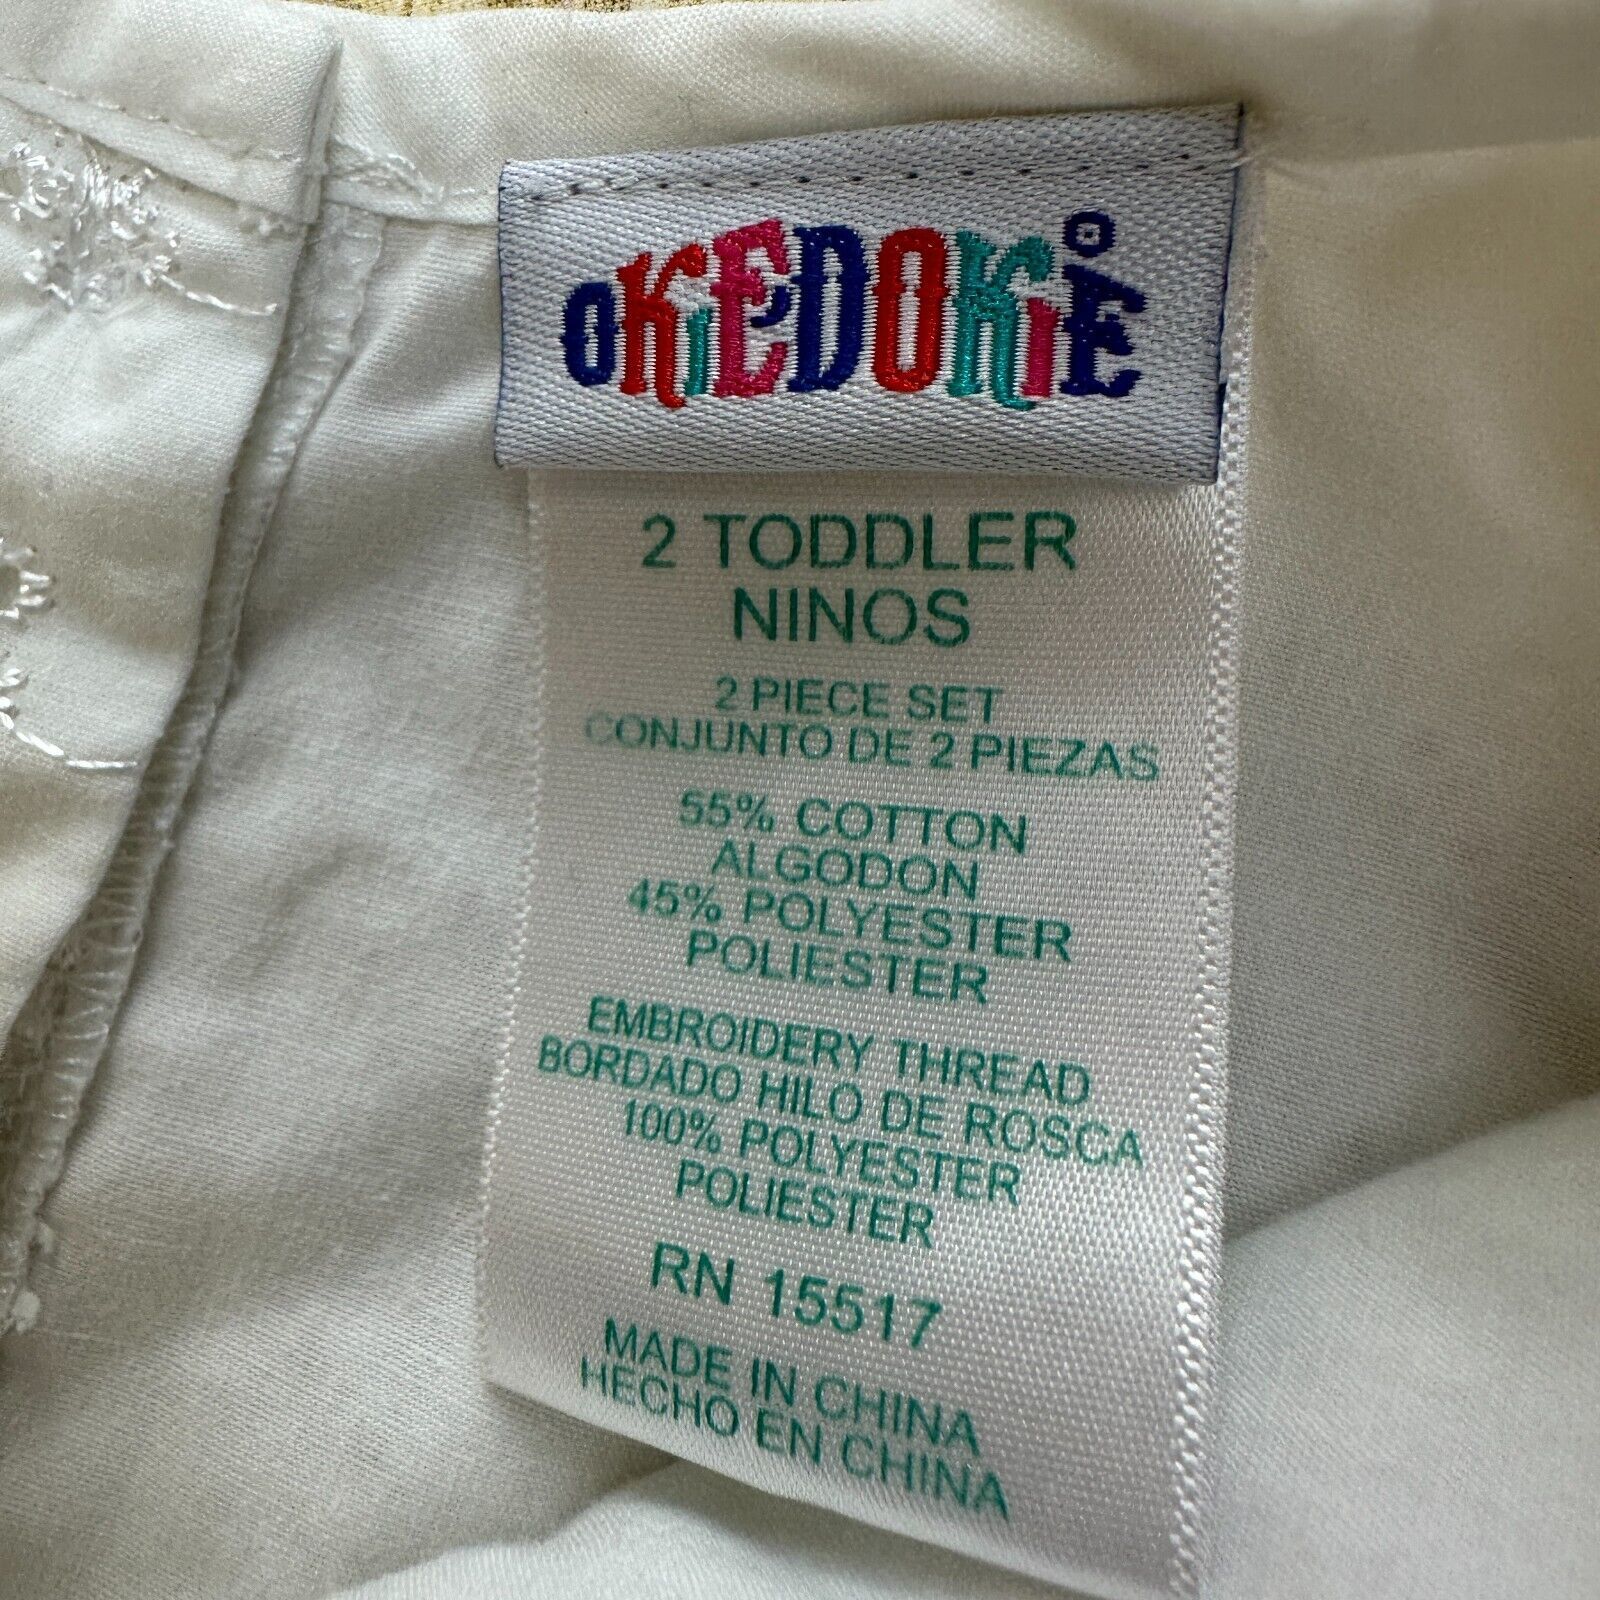 OKIEDOKIE
2 TODDLER
NINOS
2 PIECE SET
CONJUNTO DE 2 PIEZAS
55% COTTON
ALGODON
45% POLYESTER
POLIESTER
EMBROIDERY THREAD
BORDADO HILO DE ROSCA
100% POLYESTER
POLIESTER
RN 15517
MADE IN CHINA
HECHO EN CHINA